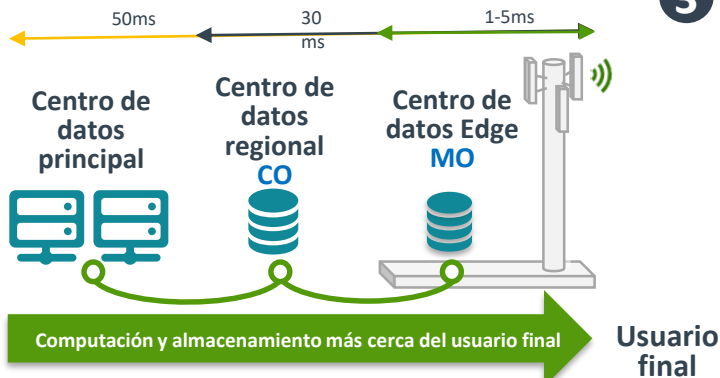 50ms
30
ms
1-5ms
3
Centro de
datos
principal
Centro de
datos
regional
CO
Centro de
datos Edge
MO
Computación y almacenamiento más cerca del usuario final
Usuario
final